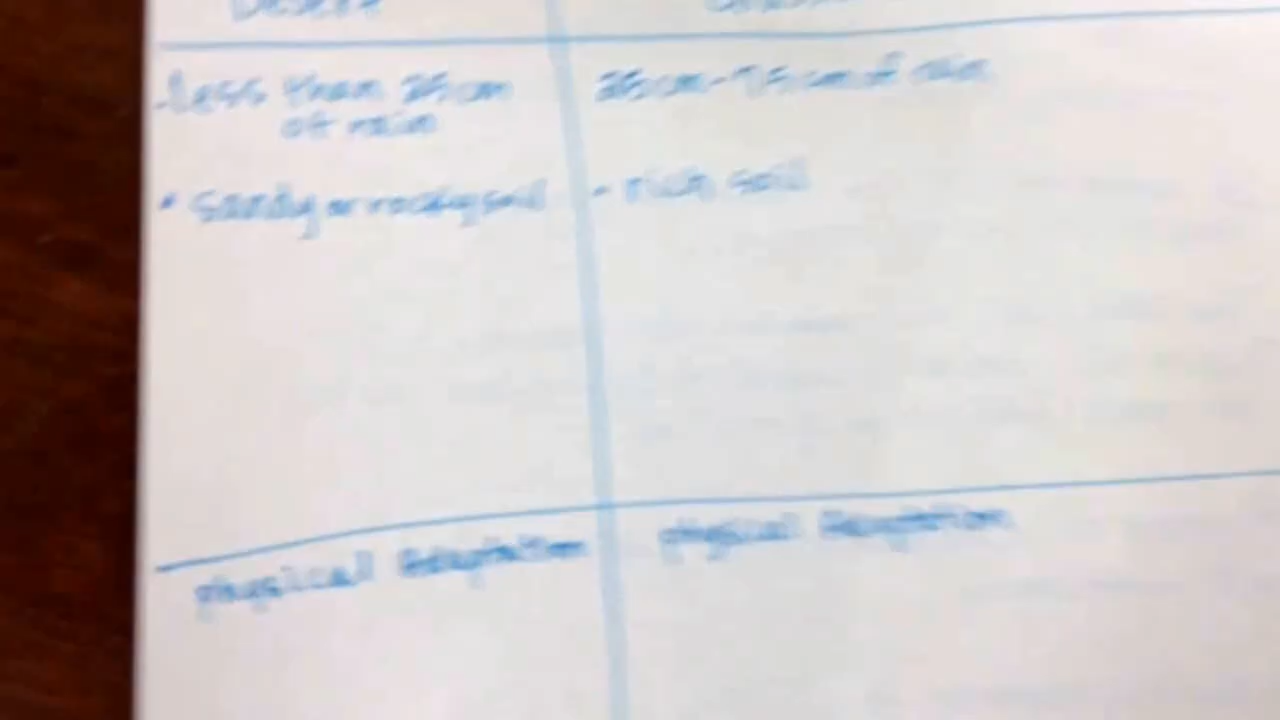 Desert
-less than 25cm
of rain
• Sandy or rocky soil
25cm-75cm of rain
- rich soil
physical Adaptation
physical Adaptation